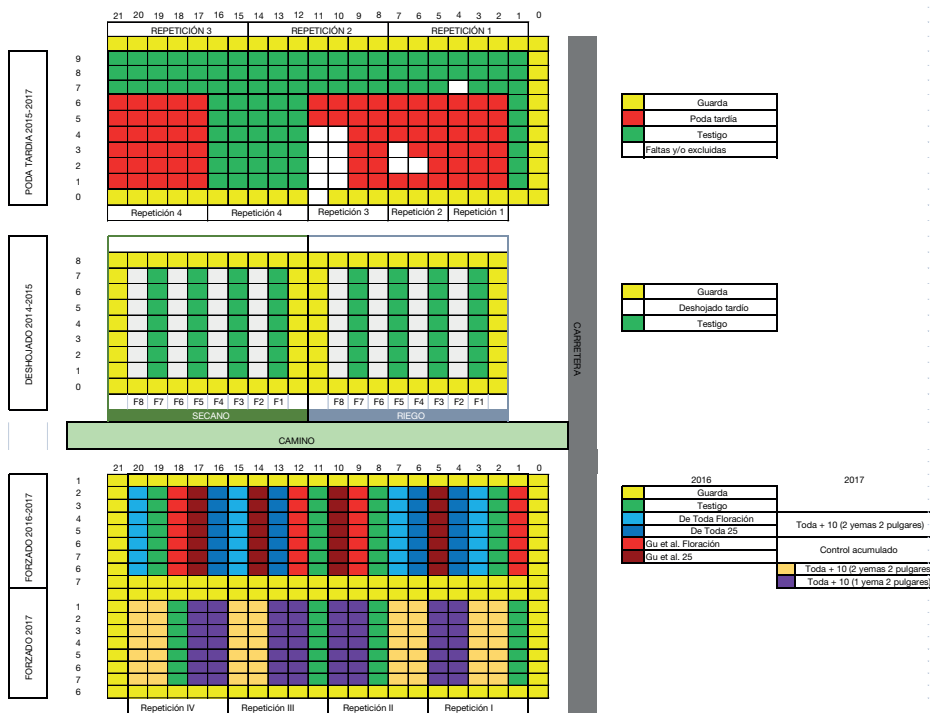 21 20 19 18 17 16 15 14 13 12 11 10 9 8 7 6 5 4 3 2 1 0
REPETICIÓN 3 REPETICIÓN 2 REPETICIÓN 1
PODA TARDIA 2015-2017
9
8
7
6
5
4
3
2
1
0
Repetición 4 Repetición 4 Repetición 3 Repetición 2 Repetición 1
Guarda
Poda tardía
Testigo
Faltas y/o excluidas
DESHOJADO 2014-2015
8
7
6
5
4
3
2
1
0
F8 F7 F6 F5 F4 F3 F2 F1 F8 F7 F6 F5 F4 F3 F2 F1
SECANO RIEGO
Guarda
Deshojado tardío
Testigo
CARRETERA
CAMINO
21 20 19 18 17 16 15 14 13 12 11 10 9 8 7 6 5 4 3 2 1 0
FORZADO 2016-2017
1
2
3
4
5
6
7
6
7
FORZADO 2017
1
2
3
4
5
6
7
6
Repetición IV Repetición III Repetición II Repetición I
2016 2017
Guarda
Testigo
De Toda Floración
De Toda 25
Toda + 10 (2 yemas 2 pulgares)
Gu et al. Floración
Gu et al. 25
Control acumulado
Toda + 10 (2 yemas 2 pulgares
Toda + 10 (1 yema 2 pulgares)